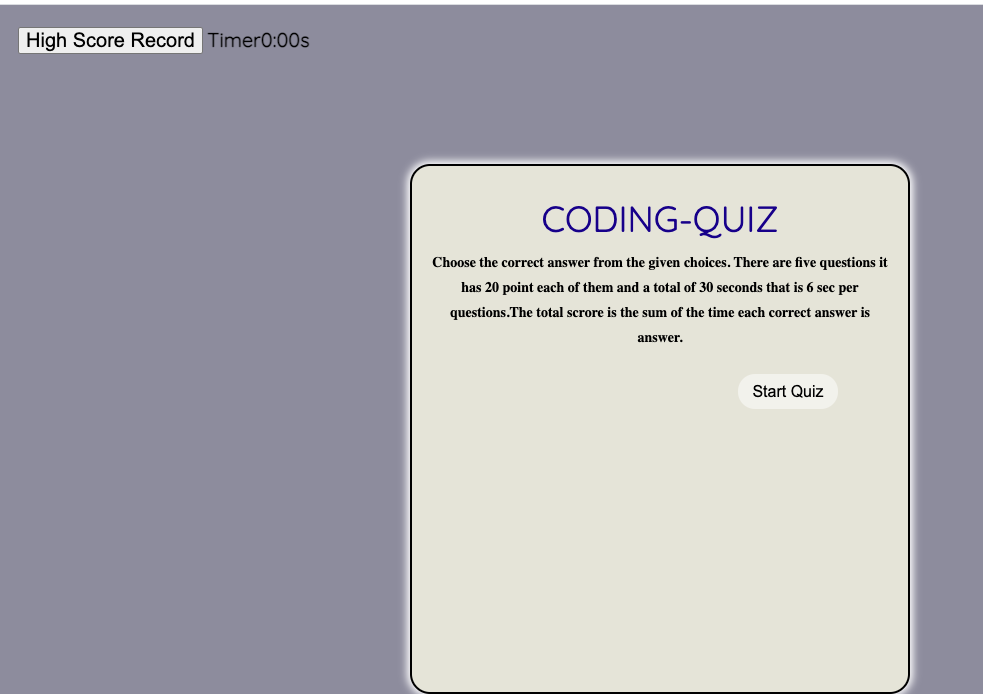 High Score Record Timer0:00s
CODING-QUIZ
Choose the correct answer from the given choices. There are five questions it
has 20 point each of them and a total of 30 seconds that is 6 sec per
questions.The total scrore is the sum of the time each correct answer is
answer.
Start Quiz